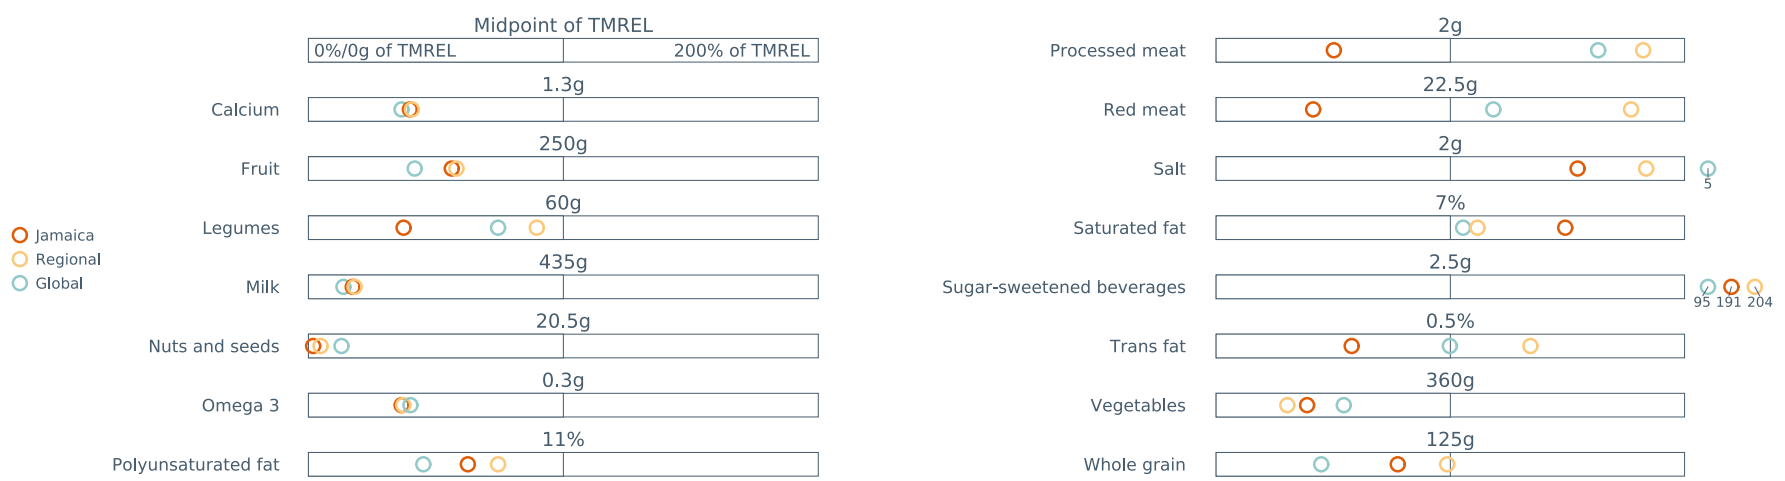 Midpoint of TMREL
0%/0g of TMREL 200% of TMREL
1.3g
Calcium
250g
Fruit
60g
Legumes
435g
Milk
20.5g
Nuts and seeds
0.3g
Omega 3
11%
Polyunsaturated fat
Jamaica
Regional
Global
2g
Processed meat
22.5g
Red meat
2g
Salt
5
7%
Saturated fat
2.5g
Sugar-sweetened beverages
95 191 204
0.5%
Trans fat
360g
Vegetables
125g
Whole grain